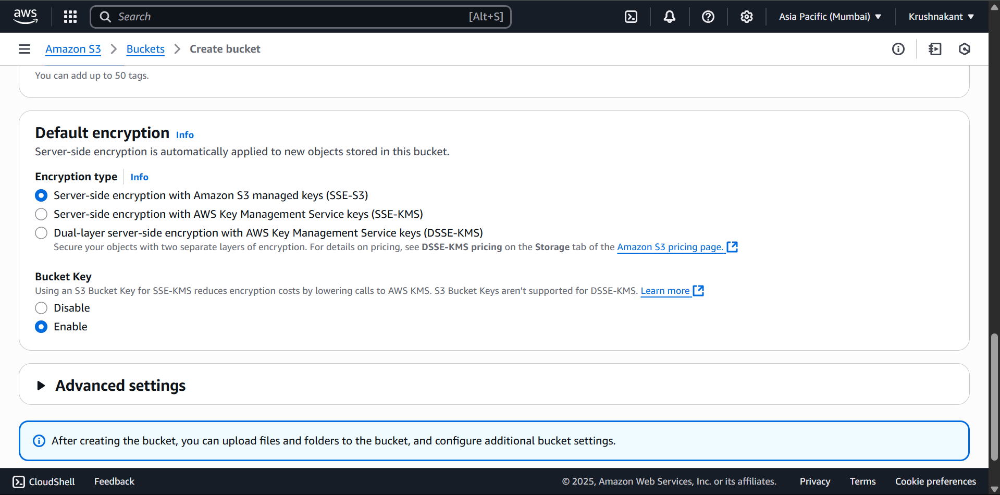 aws
Search [Alt+S]
Asia Pacific (Mumbai) Krushnakant
Amazon S3 Buckets Create bucket
You can add up to 50 tags.
Default encryption Info
Server-side encryption is automatically applied to new objects stored in this bucket.
Encryption type Info
Server-side encryption with Amazon S3 managed keys (SSE-S3)
Server-side encryption with AWS Key Management Service keys (SSE-KMS)
Dual-layer server-side encryption with AWS Key Management Service keys (DSSE-KMS)
Secure your objects with two separate layers of encryption. For details on pricing, see DSSE-KMS pricing on the Storage tab of the Amazon S3 pricing page.
Bucket Key
Using an S3 Bucket Key for SSE-KMS reduces encryption costs by lowering calls to AWS KMS. S3 Bucket Keys aren't supported for DSSE-KMS. Learn more
Disable
Enable
Advanced settings
After creating the bucket, you can upload files and folders to the bucket, and configure additional bucket settings.
CloudShell Feedback © 2025, Amazon Web Services, Inc. or its affiliates. Privacy Terms Cookie preferences